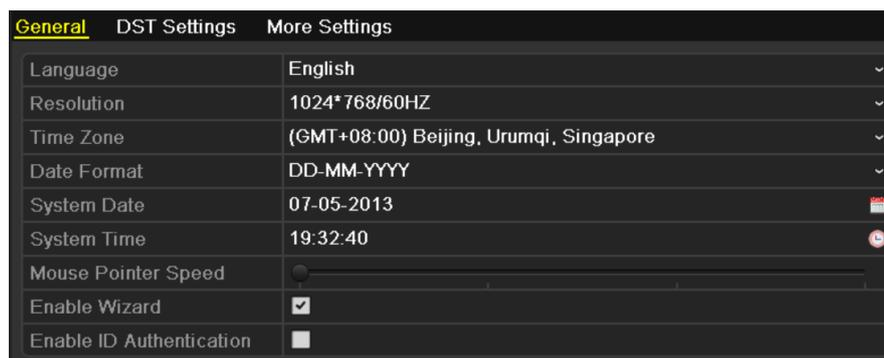 General DST Settings More Settings
Language English
Resolution 1024*768/60HZ
Time Zone (GMT+08:00) Beijing, Urumqi, Singapore
Date Format DD-MM-YYYY
System Date 07-05-2013
System Time 19:32:40
Mouse Pointer Speed
Enable Wizard
Enable ID Authentication